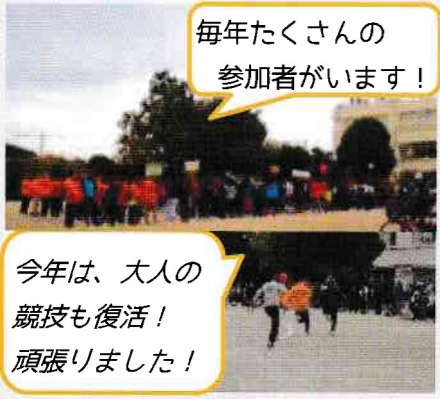 毎年たくさんの
参加者がいます！
今年は、大人の
競技も復活！
頑張りました！